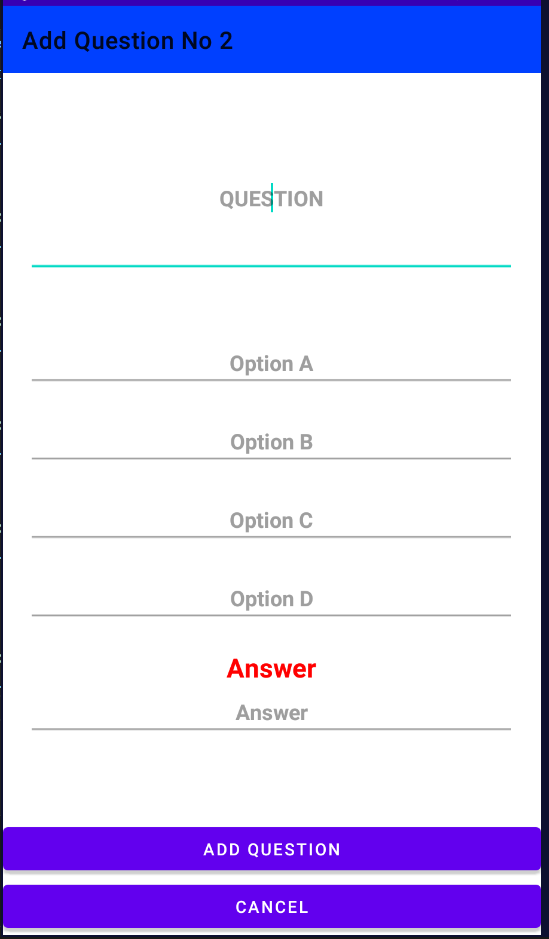 Add Question No 2
QUESTION
Option A
Option B
Option C
Option D
Answer
Answer
ADD QUESTION
CANCEL